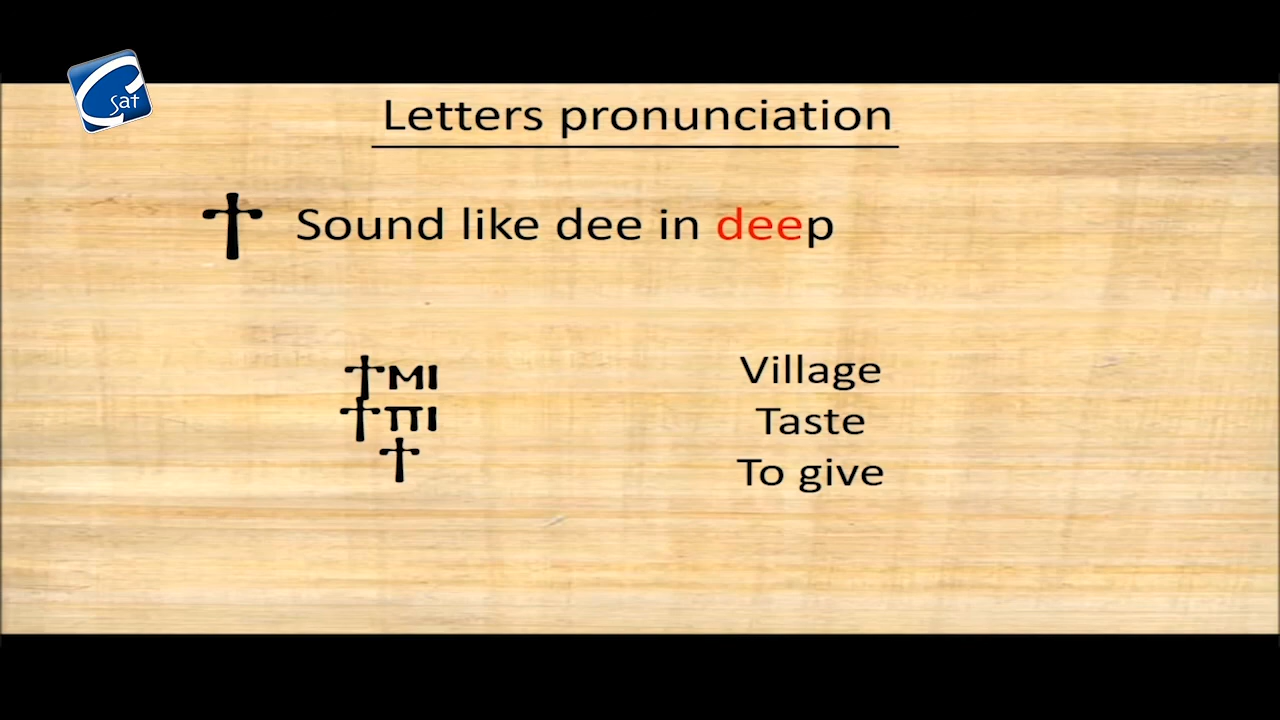 C Sat
Letters pronunciation
ϯ Sound like dee in deep
ϯⲙⲓ Village
ϯⲡⲓ Taste
ϯ To give